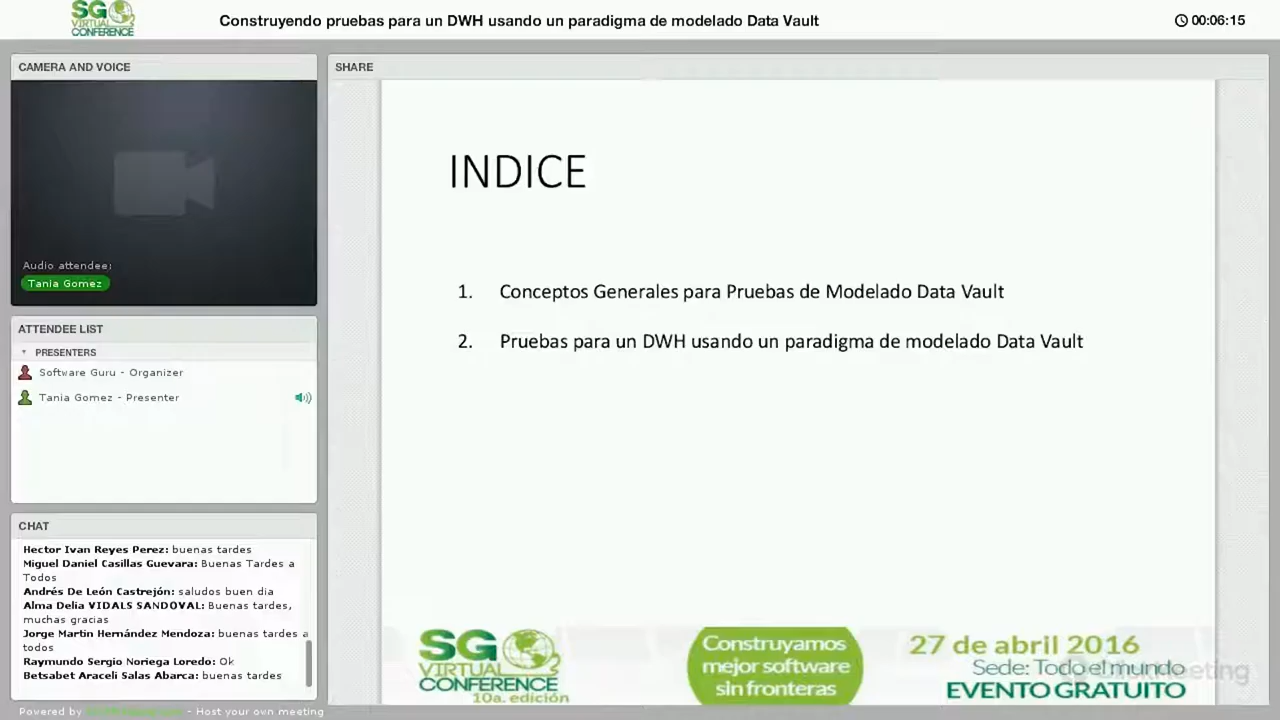 SG
VIRTUAL
CONFERENCE
Construyendo pruebas para un DWH usando un paradigma de modelado Data Vault
00:06:15
CAMERA AND VOICE
Audio attendee:
Tania Gomez
ATTENDEE LIST
PRESENTERS
Software Guru - Organizer
Tania Gomez - Presenter
CHAT
Hector Ivan Reyes Perez: buenas tardes
Miguel Daniel Casillas Guevara: Buenas Tardes a
Todos
Andrés De León Castrejón: saludos buen dia
Alma Delia VIDALS SANDOVAL: Buenas tardes,
muchas gracias
Jorge Martin Hernández Mendoza: buenas tardes a
todos
Raymundo Sergio Noriega Loredo: Ok
Betsabet Araceli Salas Abarca: buenas tardes
Powered by - Host your own meeting
SHARE
INDICE
1. Conceptos Generales para Pruebas de Modelado Data Vault
2. Pruebas para un DWH usando un paradigma de modelado Data Vault
SG
VIRTUAL
CONFERENCE
10a. edición
Construyamos
mejor software
sin fronteras
27 de abril 2016
Sede: Todo el mundo
EVENTO GRATUITO